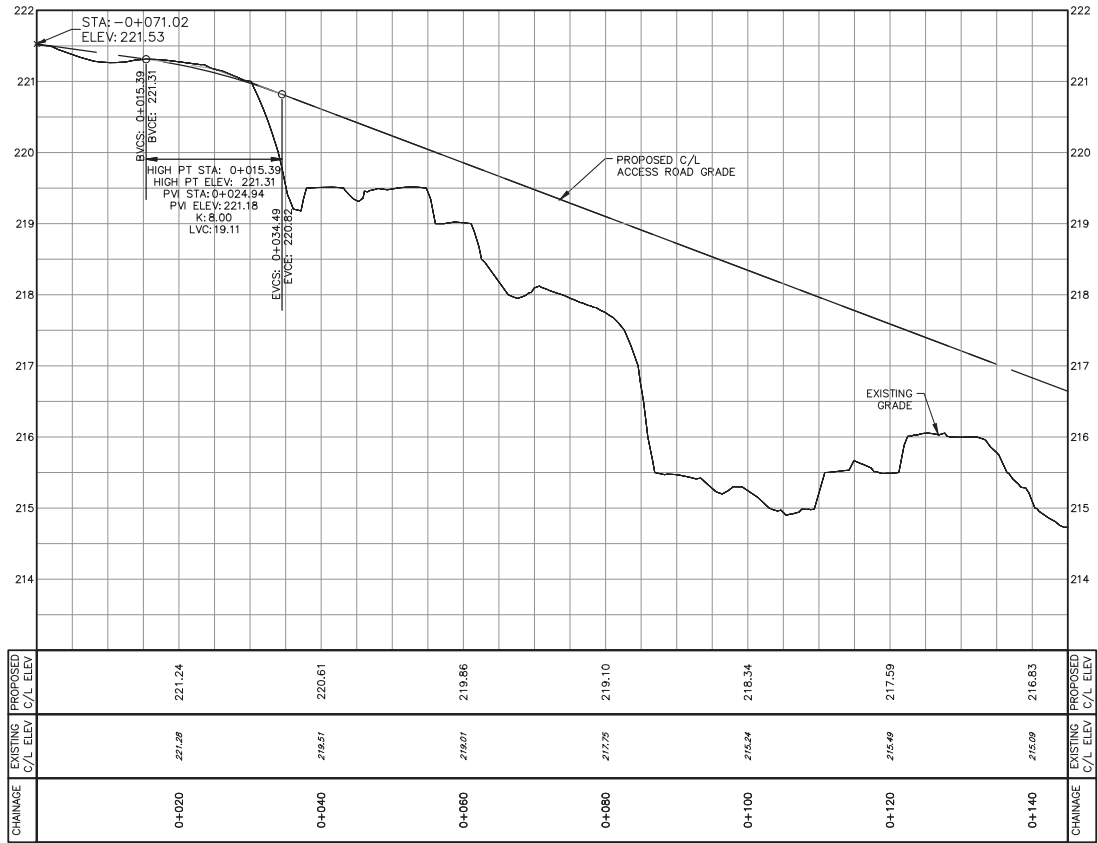 222
222
STA: -0+071.02
ELEV: 221.53
221
221
BVCS: 0+015.39
BVCE: 221.31
220
220
HIGH PT STA: 0+015.39
HIGH PT ELEV: 221.31
PVI STA: 0+024.94
PVI ELEV: 221.18
K: 8.00
LVC: 19.11
PROPOSED C/L
ACCESS ROAD GRADE
219
219
EVCS: 0+034.49
EVCE: 220.82
218
218
217
217
EXISTING
GRADE
216
216
215
215
214
214
PROPOSED
C/L ELEV
221.24
220.61
219.86
219.10
218.34
217.59
216.83
PROPOSED
C/L ELEV
EXISTING
C/L ELEV
221.28
219.51
219.01
217.75
215.24
215.49
215.09
EXISTING
C/L ELEV
CHAINAGE
0+020
0+040
0+060
0+080
0+100
0+120
0+140
CHAINAGE